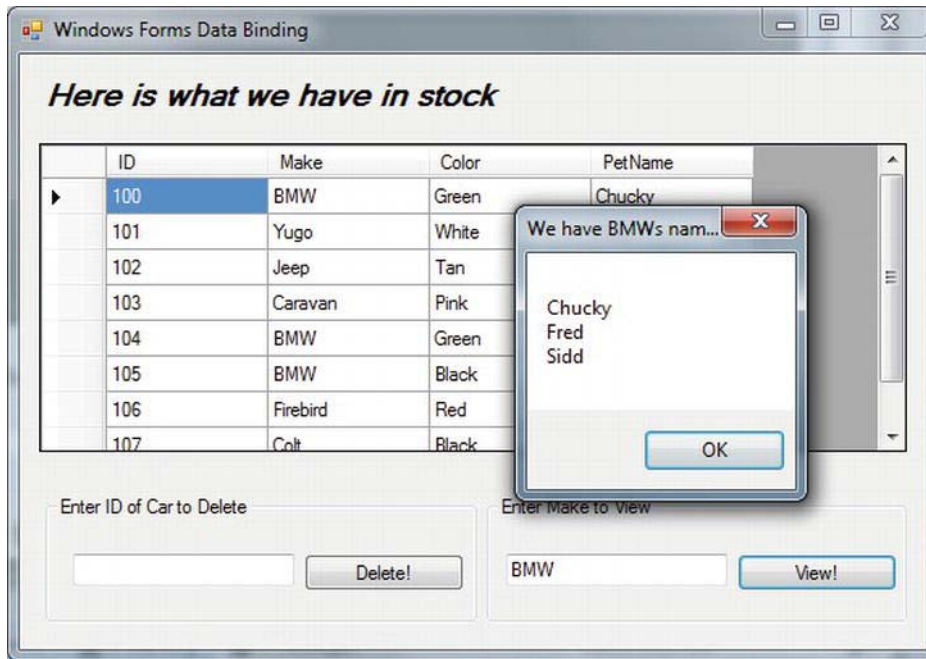 Windows Forms Data Binding
Here is what we have in stock
ID Make Color PetName
100 BMW Green Chucky
101 Yugo White
102 Jeep Tan
103 Caravan Pink
104 BMW Green
105 BMW Black
106 Firebird Red
107 Colt Black
We have BMWs nam...
Chucky
Fred
Sidd
OK
Enter ID of Car to Delete
Delete!
Enter Make to View
BMW
View!